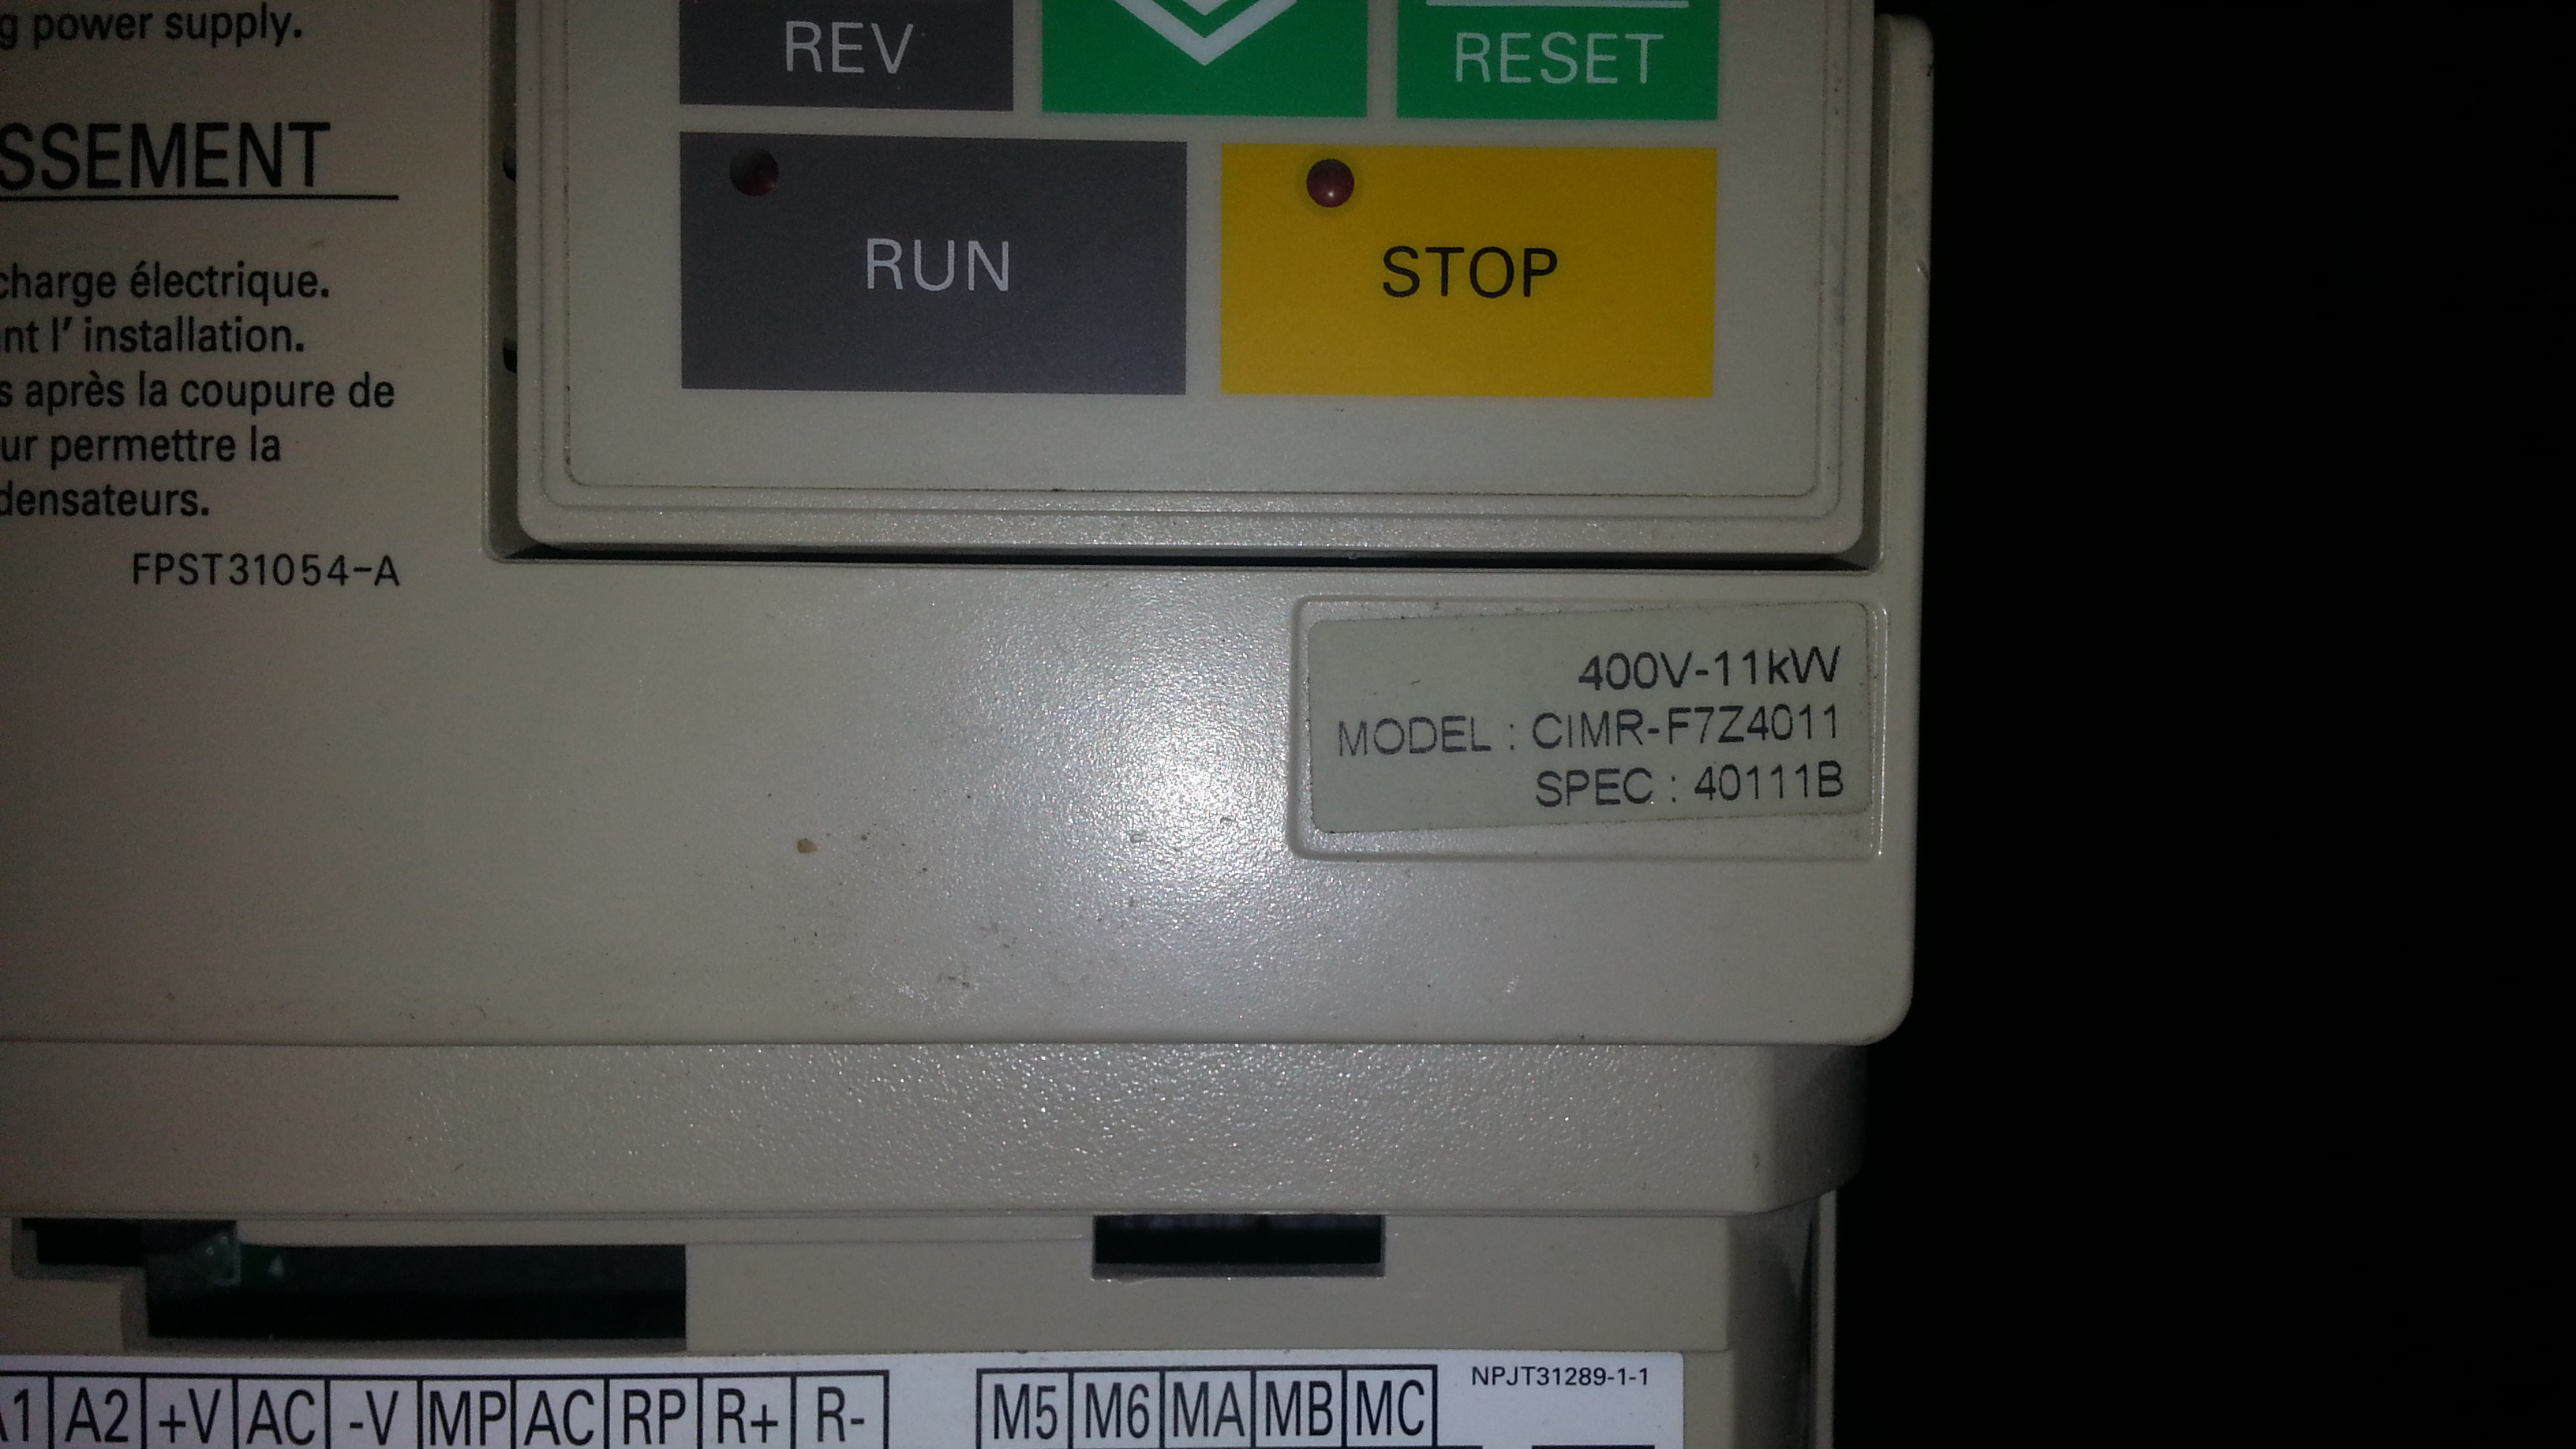 g power supply.
SSEMENT
charge électrique.
nt l' installation.
s après la coupure de
ur permettre la
densateurs.
FPST31054-A
REV
RESET
RUN
STOP
400V-11kW
MODEL : CIMR-F7Z4011
SPEC : 40111B
A1 A2 +V AC -V MP AC RP R+ R- M5 M6 MA MB MC
NPJT31289-1-1